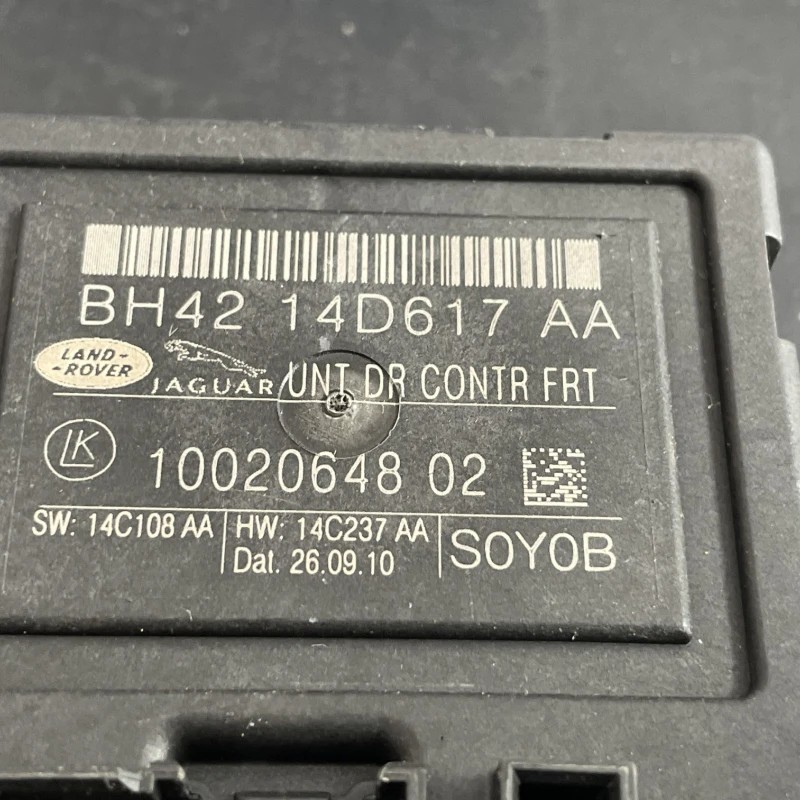 BH42 14D617 AA
LAND-
-ROVER
JAGUAR
UNT DR CONTR FRT
LK
10020648 02
SW: 14C108 AA
HW: 14C237 AA
Dat. 26.09.10
S0Y0B